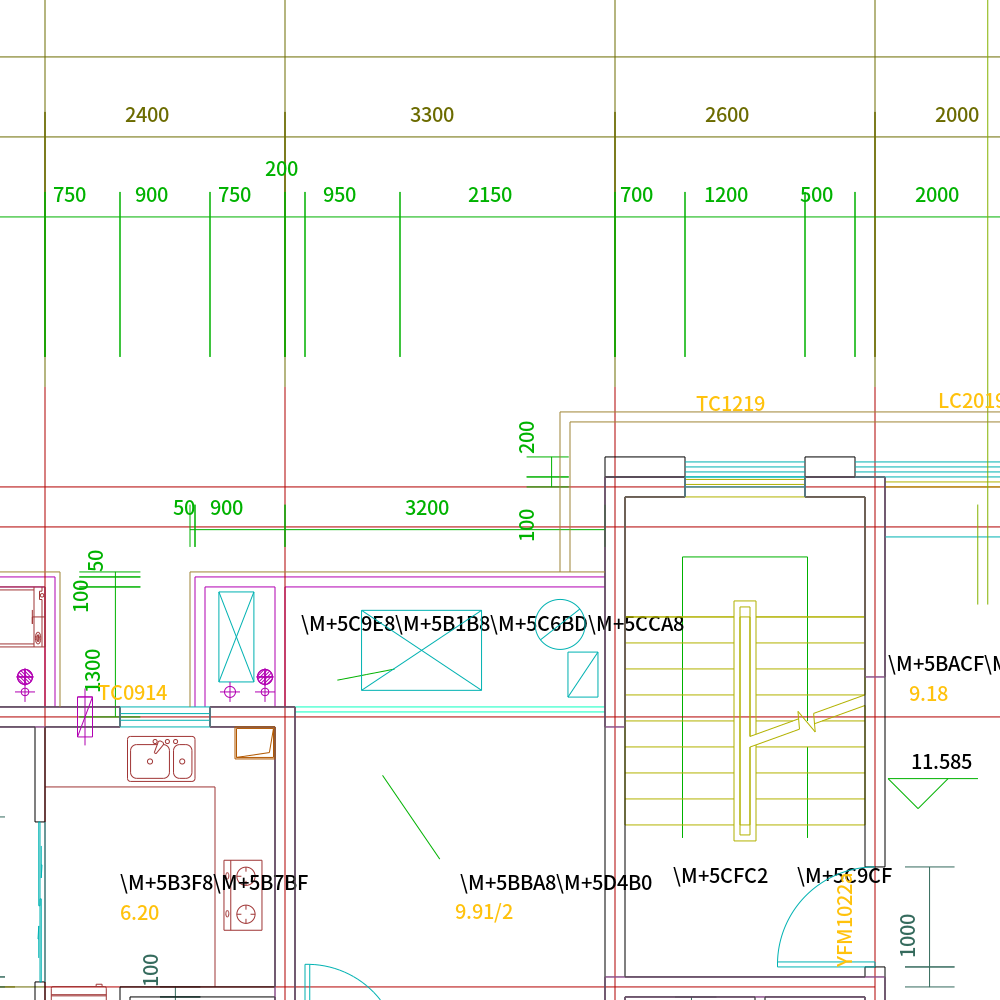 2400 3300 2600 2000
200
750 900 750 950 2150 700 1200 500 2000
TC1219 LC2019
200
50 900 3200
100
50
100
\M+5C9E8\M+5B1B8\M+5C6BD\M+5CCA8
1300
\M+5BACF\M
TC0914 9.18
11.585
\M+5B3F8\M+5B7BF \M+5BBA8\M+5D4B0 \M+5CFC2 \M+5C9CF
6.20 9.91/2
YFM1022a
1000
100